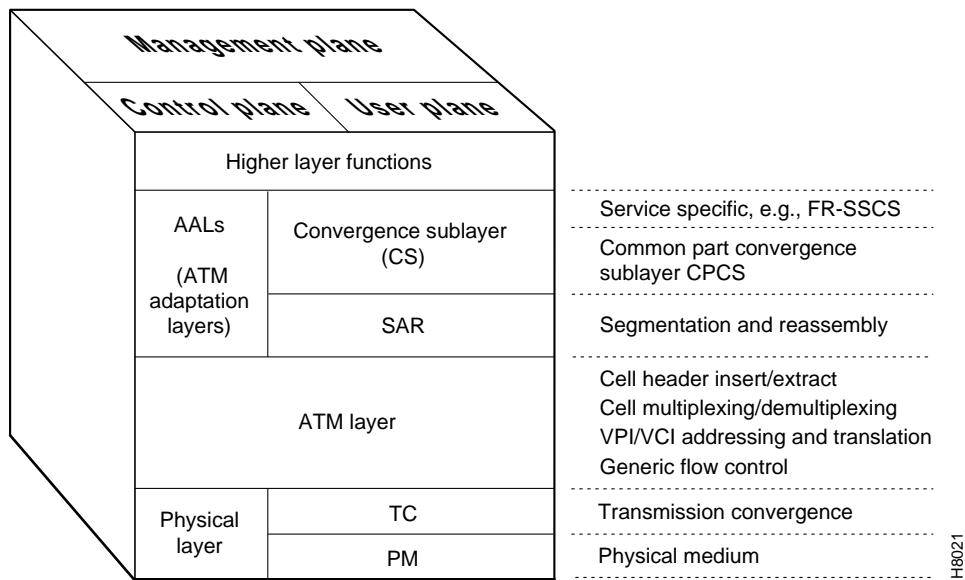 Management plane
Control plane
User plane
Higher layer functions
AALs
(ATM
adaptation
layers)
Convergence sublayer
(CS)
SAR
ATM layer
Physical
layer
TC
PM
Service specific, e.g., FR-SSCS
Common part convergence
sublayer CPCS
Segmentation and reassembly
Cell header insert/extract
Cell multiplexing/demultiplexing
VPI/VCI addressing and translation
Generic flow control
Transmission convergence
Physical medium
H8021